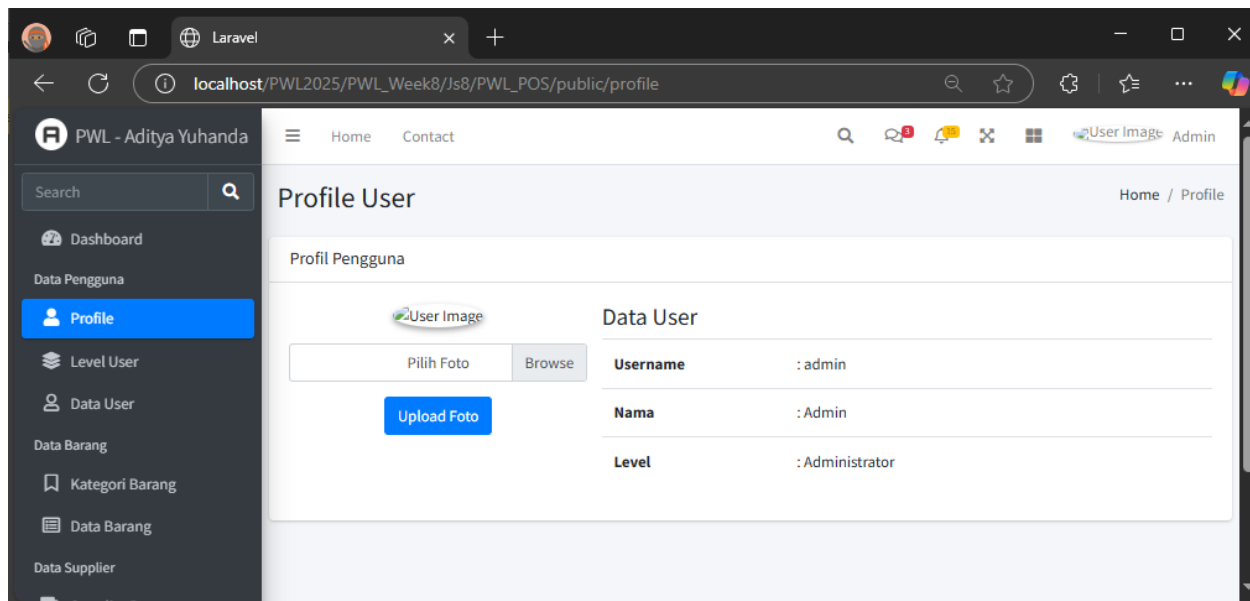 Laravel
localhost/PWL2025/PWL_Week8/Js8/PWL_POS/public/profile
PWL - Aditya Yuhanda
Home Contact
3
15
User Image
Admin
Search
Profile User
Home / Profile
Dashboard
Data Pengguna
Profile
Level User
Data User
Data Barang
Kategori Barang
Data Barang
Data Supplier
Profil Pengguna
User Image
Pilih Foto Browse
Upload Foto
Data User
Username : admin
Nama : Admin
Level : Administrator